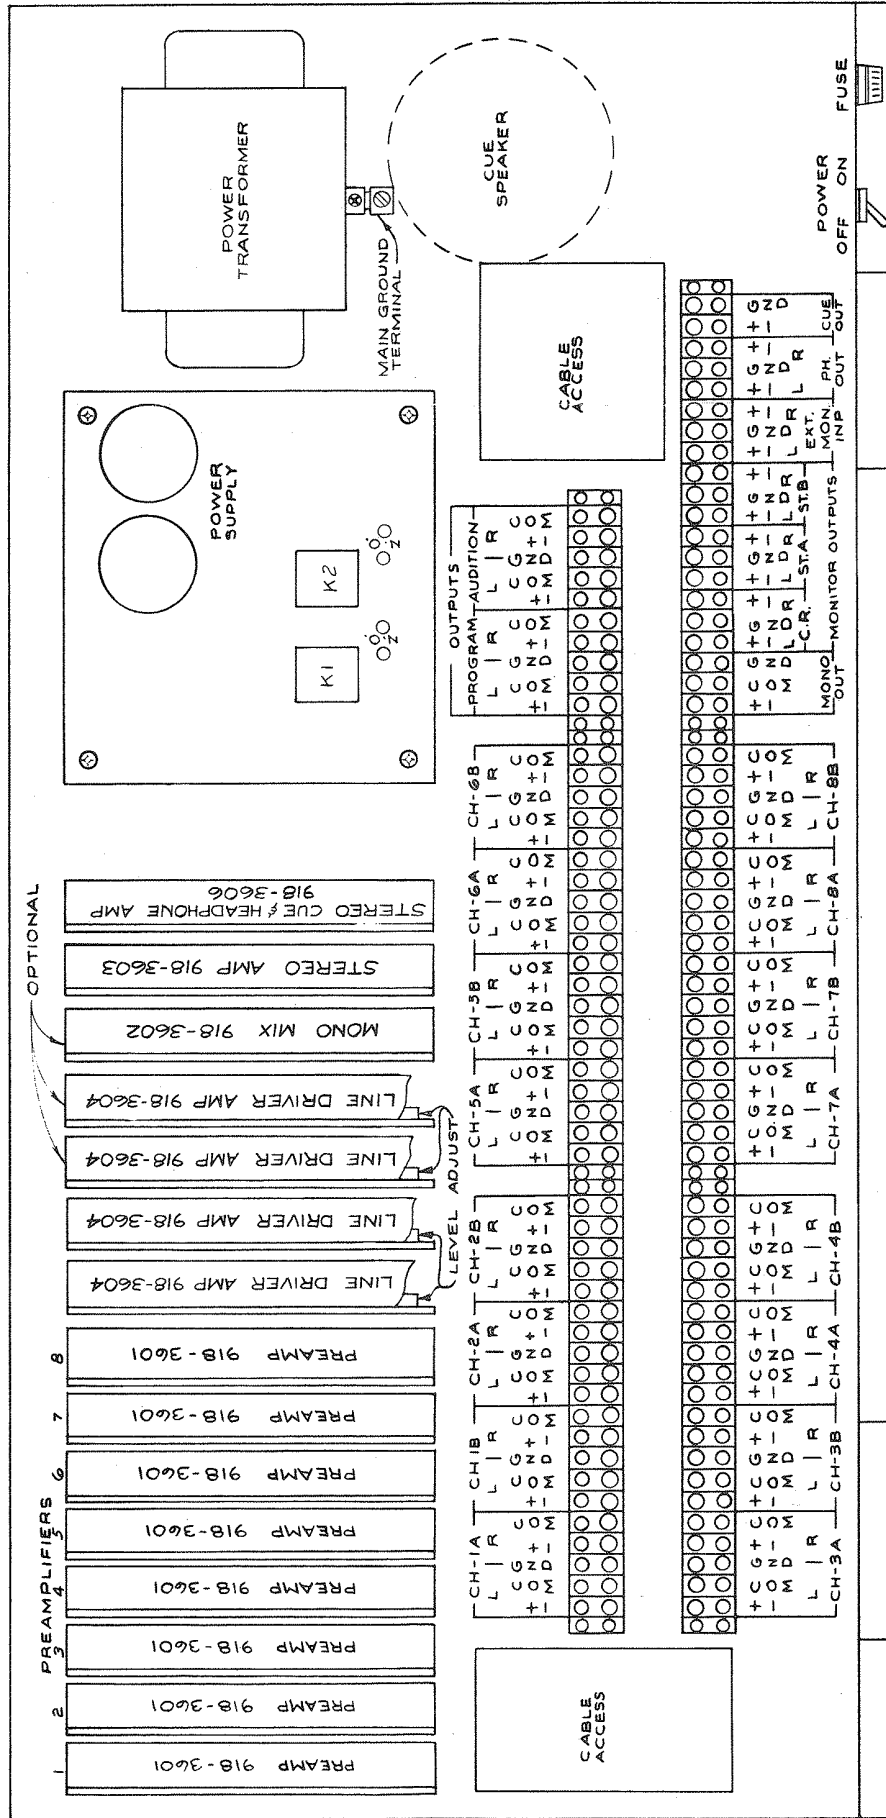 PREAMPLIFIERS
1
2
3
4
5
6
7
8
PREAMP 918-3601
PREAMP 918-3601
PREAMP 918-3601
PREAMP 918-3601
PREAMP 918-3601
PREAMP 918-3601
PREAMP 918-3601
PREAMP 918-3601
LINE DRIVER AMP 918-3604
LINE DRIVER AMP 918-3604
LINE DRIVER AMP 918-3604
LINE DRIVER AMP 918-3604
MONO MIX 918-3602
STEREO AMP 918-3603
STEREO CUE & HEADPHONE AMP
918-3606
OPTIONAL
LEVEL ADJUST
K1
K2
N.O.
N.O.
POWER
SUPPLY
POWER
TRANSFORMER
MAIN GROUND
TERMINAL
CUE
SPEAKER
CABLE
ACCESS
CABLE
ACCESS
CH-1A
L | R
+ C G + C
- O N - O
M D M
CH 1B
L | R
+ C G + C
- O N - O
M D M
CH-2A
L | R
+ C G + C
- O N - O
M D M
CH-2B
L | R
+ C G + C
- O N - O
M D M
CH-5A
L | R
+ C G + C
- O N - O
M D M
CH-5B
L | R
+ C G + C
- O N - O
M D M
CH-6A
L | R
+ C G + C
- O N - O
M D M
CH-6B
L | R
+ C G + C
- O N - O
M D M
OUTPUTS
PROGRAM
L | R
+ C G + C
- O N - O
M D M
AUDITION
L | R
+ C G + C
- O N - O
M D M
+ C G + C
- O N - O
M D M
L | R
CH-3A
+ C G + C
- O N - O
M D M
L | R
CH-3B
+ C G + C
- O N - O
M D M
L | R
CH-4A
+ C G + C
- O N - O
M D M
L | R
CH-4B
+ C G + C
- O N - O
M D M
L | R
CH-7A
+ C G + C
- O N - O
M D M
L | R
CH-7B
+ C G + C
- O N - O
M D M
L | R
CH-8A
+ C G + C
- O N - O
M D M
L | R
CH-8B
+ C G
- O N
M D
MONO
OUT
+ G +
- N -
L D R
C.R.
+ G +
- N -
L D R
ST.A
+ G +
- N -
L D R
ST.B
MONITOR OUTPUTS
+ G +
- N -
L D R
EXT.
MON.
INP
+ G +
- N -
L D R
PH.
OUT
+ G
- N
D
CUE
OUT
POWER
OFF ON
FUSE